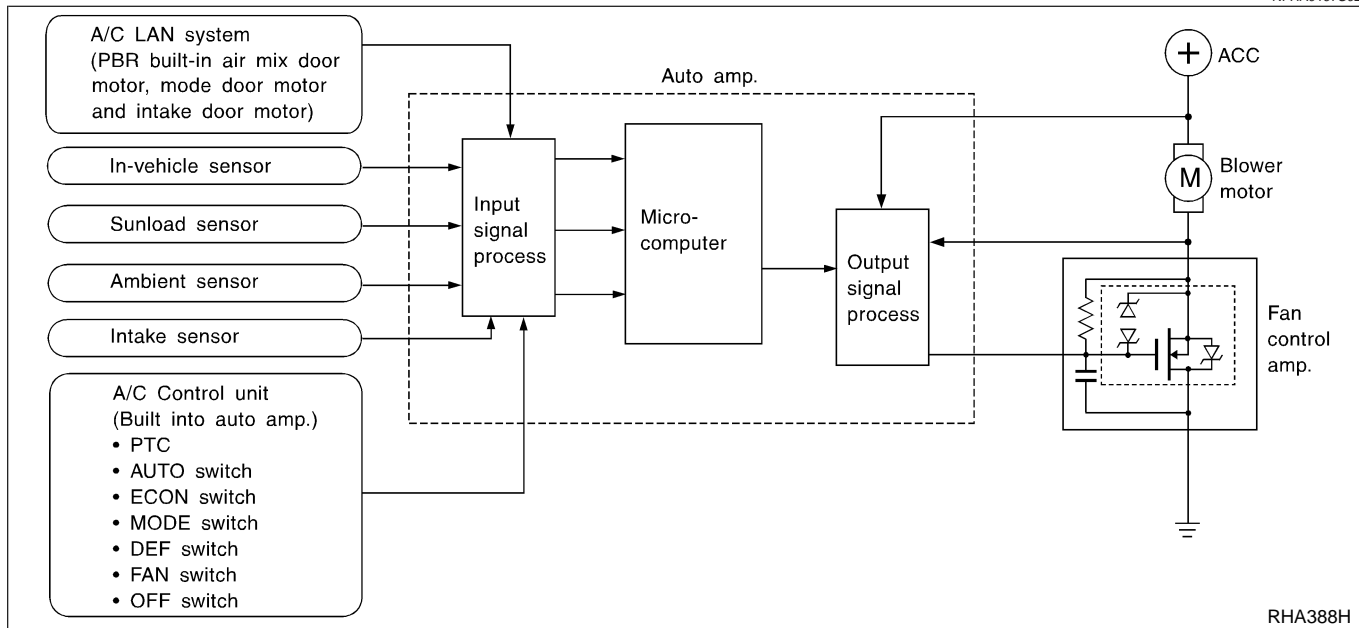 A/C LAN system
(PBR built-in air mix door
motor, mode door motor
and intake door motor)
In-vehicle sensor
Sunload sensor
Ambient sensor
Intake sensor
A/C Control unit
(Built into auto amp.)
• PTC
• AUTO switch
• ECON switch
• MODE switch
• DEF switch
• FAN switch
• OFF switch
Auto amp.
Input
signal
process
Micro-
computer
Output
signal
process
+
ACC
M
Blower
motor
Fan
control
amp.
RHA388H